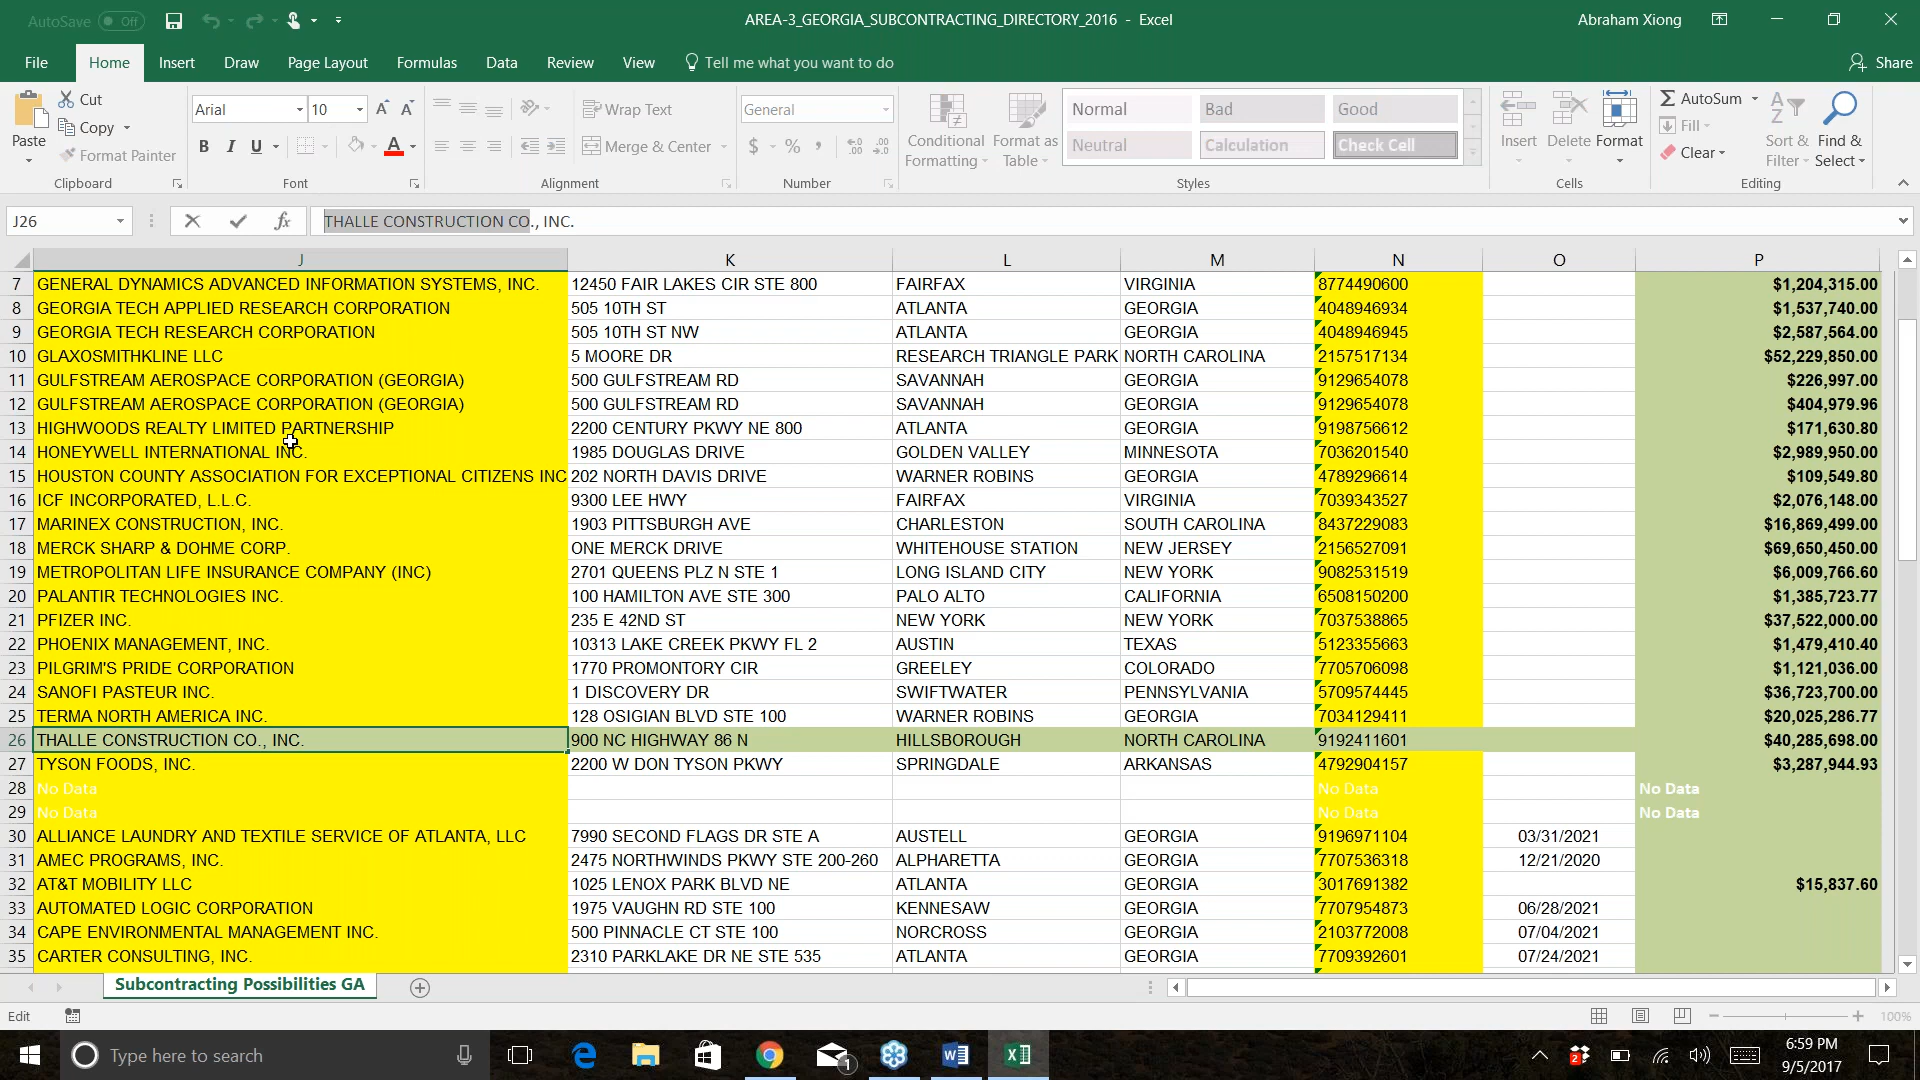 AutoSave Off AREA-3_GEORGIA_SUBCONTRACTING_DIRECTORY_2016 - Excel Abraham Xiong
File Home Insert Draw Page Layout Formulas Data Review View Tell me what you want to do Share
Paste Cut Copy Format Painter Clipboard
Arial 10 B I U A Font
Wrap Text Merge & Center Alignment
General $ % , .00 Number
Conditional Formatting Format as Table Normal Bad Good Neutral Calculation Check Cell Styles
Insert Delete Format Cells
AutoSum Fill Clear Sort & Filter Find & Select Editing
J26 fx THALLE CONSTRUCTION CO., INC.
J K L M N O P
7 GENERAL DYNAMICS ADVANCED INFORMATION SYSTEMS, INC. 12450 FAIR LAKES CIR STE 800 FAIRFAX VIRGINIA 8774490600 $1,204,315.00
8 GEORGIA TECH APPLIED RESEARCH CORPORATION 505 10TH ST ATLANTA GEORGIA 4048946934 $1,537,740.00
9 GEORGIA TECH RESEARCH CORPORATION 505 10TH ST NW ATLANTA GEORGIA 4048946945 $2,587,564.00
10 GLAXOSMITHKLINE LLC 5 MOORE DR RESEARCH TRIANGLE PARK NORTH CAROLINA 2157517134 $52,229,850.00
11 GULFSTREAM AEROSPACE CORPORATION (GEORGIA) 500 GULFSTREAM RD SAVANNAH GEORGIA 9129654078 $226,997.00
12 GULFSTREAM AEROSPACE CORPORATION (GEORGIA) 500 GULFSTREAM RD SAVANNAH GEORGIA 9129654078 $404,979.96
13 HIGHWOODS REALTY LIMITED PARTNERSHIP 2200 CENTURY PKWY NE 800 ATLANTA GEORGIA 9198756612 $171,630.80
14 HONEYWELL INTERNATIONAL INC. 1985 DOUGLAS DRIVE GOLDEN VALLEY MINNESOTA 7036201540 $2,989,950.00
15 HOUSTON COUNTY ASSOCIATION FOR EXCEPTIONAL CITIZENS INC 202 NORTH DAVIS DRIVE WARNER ROBINS GEORGIA 4789296614 $109,549.80
16 ICF INCORPORATED, L.L.C. 9300 LEE HWY FAIRFAX VIRGINIA 7039343527 $2,076,148.00
17 MARINEX CONSTRUCTION, INC. 1903 PITTSBURGH AVE CHARLESTON SOUTH CAROLINA 8437229083 $16,869,499.00
18 MERCK SHARP & DOHME CORP. ONE MERCK DRIVE WHITEHOUSE STATION NEW JERSEY 2156527091 $69,650,450.00
19 METROPOLITAN LIFE INSURANCE COMPANY (INC) 2701 QUEENS PLZ N STE 1 LONG ISLAND CITY NEW YORK 9082531519 $6,009,766.60
20 PALANTIR TECHNOLOGIES INC. 100 HAMILTON AVE STE 300 PALO ALTO CALIFORNIA 6508150200 $1,385,723.77
21 PFIZER INC. 235 E 42ND ST NEW YORK NEW YORK 7037538865 $37,522,000.00
22 PHOENIX MANAGEMENT, INC. 10313 LAKE CREEK PKWY FL 2 AUSTIN TEXAS 5123355663 $1,479,410.40
23 PILGRIM'S PRIDE CORPORATION 1770 PROMONTORY CIR GREELEY COLORADO 7705706098 $1,121,036.00
24 SANOFI PASTEUR INC. 1 DISCOVERY DR SWIFTWATER PENNSYLVANIA 5709574445 $36,723,700.00
25 TERMA NORTH AMERICA INC. 128 OSIGIAN BLVD STE 100 WARNER ROBINS GEORGIA 7034129411 $20,025,286.77
26 THALLE CONSTRUCTION CO., INC. 900 NC HIGHWAY 86 N HILLSBOROUGH NORTH CAROLINA 9192411601 $40,285,698.00
27 TYSON FOODS, INC. 2200 W DON TYSON PKWY SPRINGDALE ARKANSAS 4792904157 $3,287,944.93
28 No Data No Data No Data
29 No Data No Data No Data
30 ALLIANCE LAUNDRY AND TEXTILE SERVICE OF ATLANTA, LLC 7990 SECOND FLAGS DR STE A AUSTELL GEORGIA 9196971104 03/31/2021
31 AMEC PROGRAMS, INC. 2475 NORTHWINDS PKWY STE 200-260 ALPHARETTA GEORGIA 7707536318 12/21/2020
32 AT&T MOBILITY LLC 1025 LENOX PARK BLVD NE ATLANTA GEORGIA 3017691382 $15,837.60
33 AUTOMATED LOGIC CORPORATION 1975 VAUGHN RD STE 100 KENNESAW GEORGIA 7707954873 06/28/2021
34 CAPE ENVIRONMENTAL MANAGEMENT INC. 500 PINNACLE CT STE 100 NORCROSS GEORGIA 2103772008 07/04/2021
35 CARTER CONSULTING, INC. 2310 PARKLAKE DR NE STE 535 ATLANTA GEORGIA 7709392601 07/24/2021
Subcontracting Possibilities GA
Edit 100%
Type here to search 1 2 6:59 PM
9/5/2017